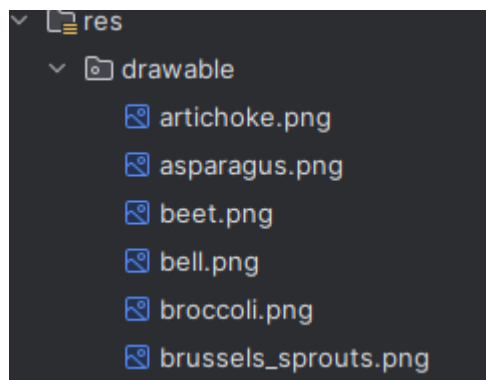 res
drawable
artichoke.png
asparagus.png
beet.png
bell.png
broccoli.png
brussels_sprouts.png